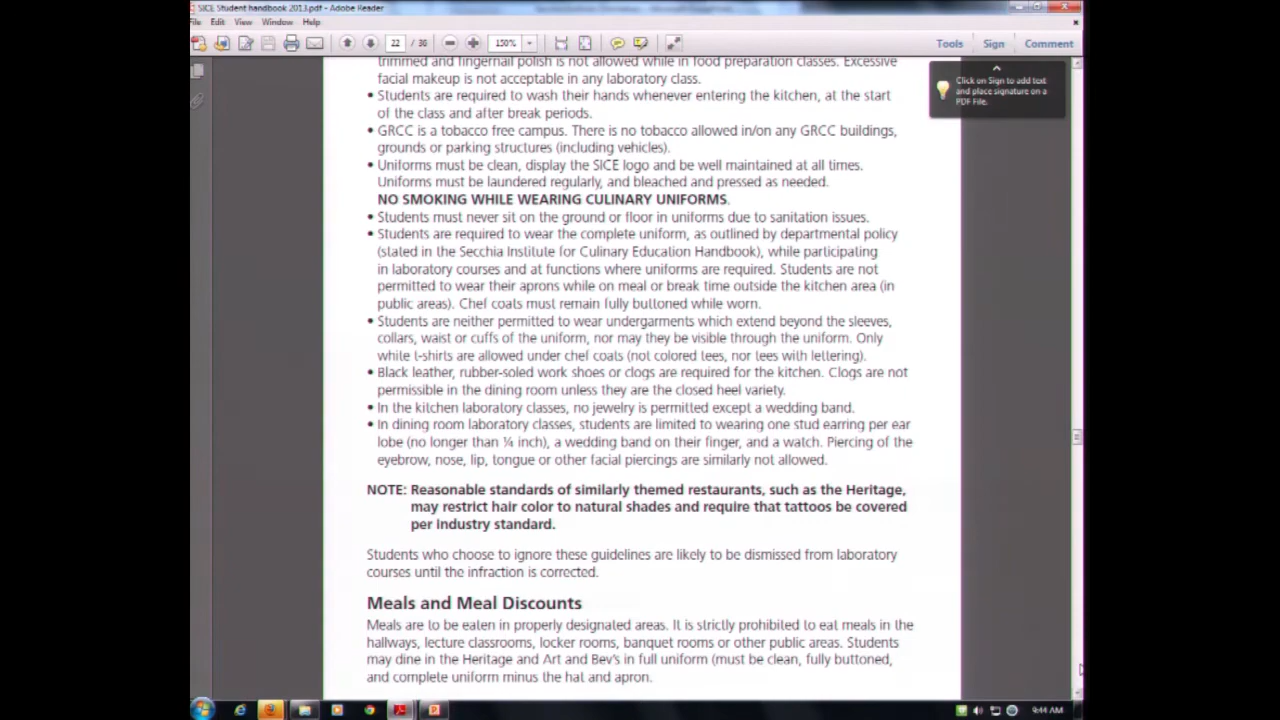 SICE Student handbook 2013.pdf - Adobe Reader
File Edit View Window Help
22 / 36 150% Tools Sign Comment
Click on Sign to add text
and place signature on a
PDF File.
trimmed and fingernail polish is not allowed while in food preparation classes. Excessive
facial makeup is not acceptable in any laboratory class.
• Students are required to wash their hands whenever entering the kitchen, at the start
of the class and after break periods.
• GRCC is a tobacco free campus. There is no tobacco allowed in/on any GRCC buildings,
grounds or parking structures (including vehicles).
• Uniforms must be clean, display the SICE logo and be well maintained at all times.
Uniforms must be laundered regularly, and bleached and pressed as needed.
NO SMOKING WHILE WEARING CULINARY UNIFORMS.
• Students must never sit on the ground or floor in uniforms due to sanitation issues.
• Students are required to wear the complete uniform, as outlined by departmental policy
(stated in the Secchia Institute for Culinary Education Handbook), while participating
in laboratory courses and at functions where uniforms are required. Students are not
permitted to wear their aprons while on meal or break time outside the kitchen area (in
public areas). Chef coats must remain fully buttoned while worn.
• Students are neither permitted to wear undergarments which extend beyond the sleeves,
collars, waist or cuffs of the uniform, nor may they be visible through the uniform. Only
white t-shirts are allowed under chef coats (not colored tees, nor tees with lettering).
• Black leather, rubber-soled work shoes or clogs are required for the kitchen. Clogs are not
permissible in the dining room unless they are the closed heel variety.
• In the kitchen laboratory classes, no jewelry is permitted except a wedding band.
• In dining room laboratory classes, students are limited to wearing one stud earring per ear
lobe (no longer than ¼ inch), a wedding band on their finger, and a watch. Piercing of the
eyebrow, nose, lip, tongue or other facial piercings are similarly not allowed.
NOTE: Reasonable standards of similarly themed restaurants, such as the Heritage,
may restrict hair color to natural shades and require that tattoos be covered
per industry standard.
Students who choose to ignore these guidelines are likely to be dismissed from laboratory
courses until the infraction is corrected.
Meals and Meal Discounts
Meals are to be eaten in properly designated areas. It is strictly prohibited to eat meals in the
hallways, lecture classrooms, locker rooms, banquet rooms or other public areas. Students
may dine in the Heritage and Art and Bev's in full uniform (must be clean, fully buttoned,
and complete uniform minus the hat and apron.
9:44 AM